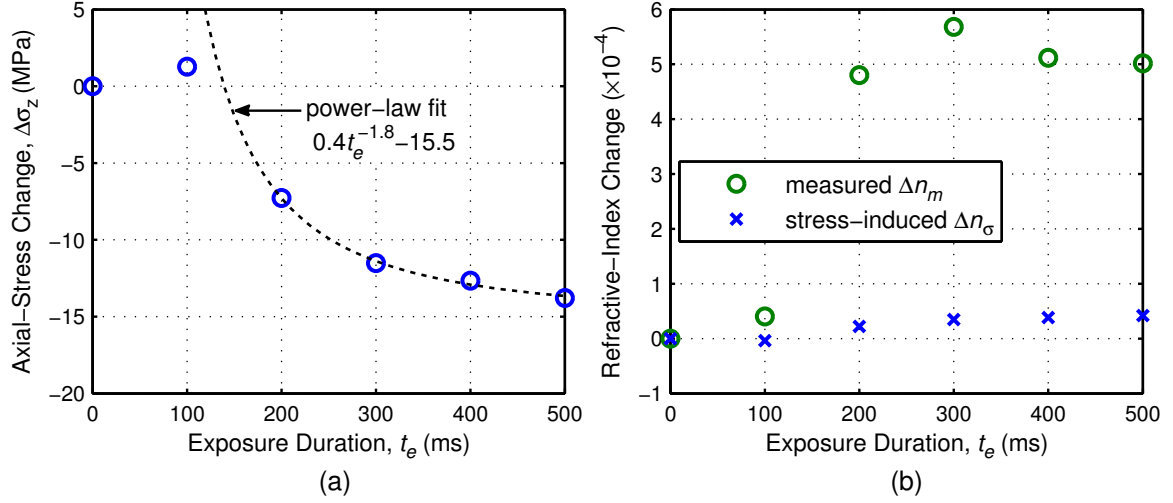 5
0
−5
−10
−15
−20
0 100 200 300 400 500
Axial−Stress Change, Δσz (MPa)
Exposure Duration, te (ms)
power−law fit
0.4te−1.8−15.5
(a)
6
5
4
3
2
1
0
−1
0 100 200 300 400 500
Refractive−Index Change (×10−4)
Exposure Duration, te (ms)
measured Δnm
stress−induced Δnσ
(b)